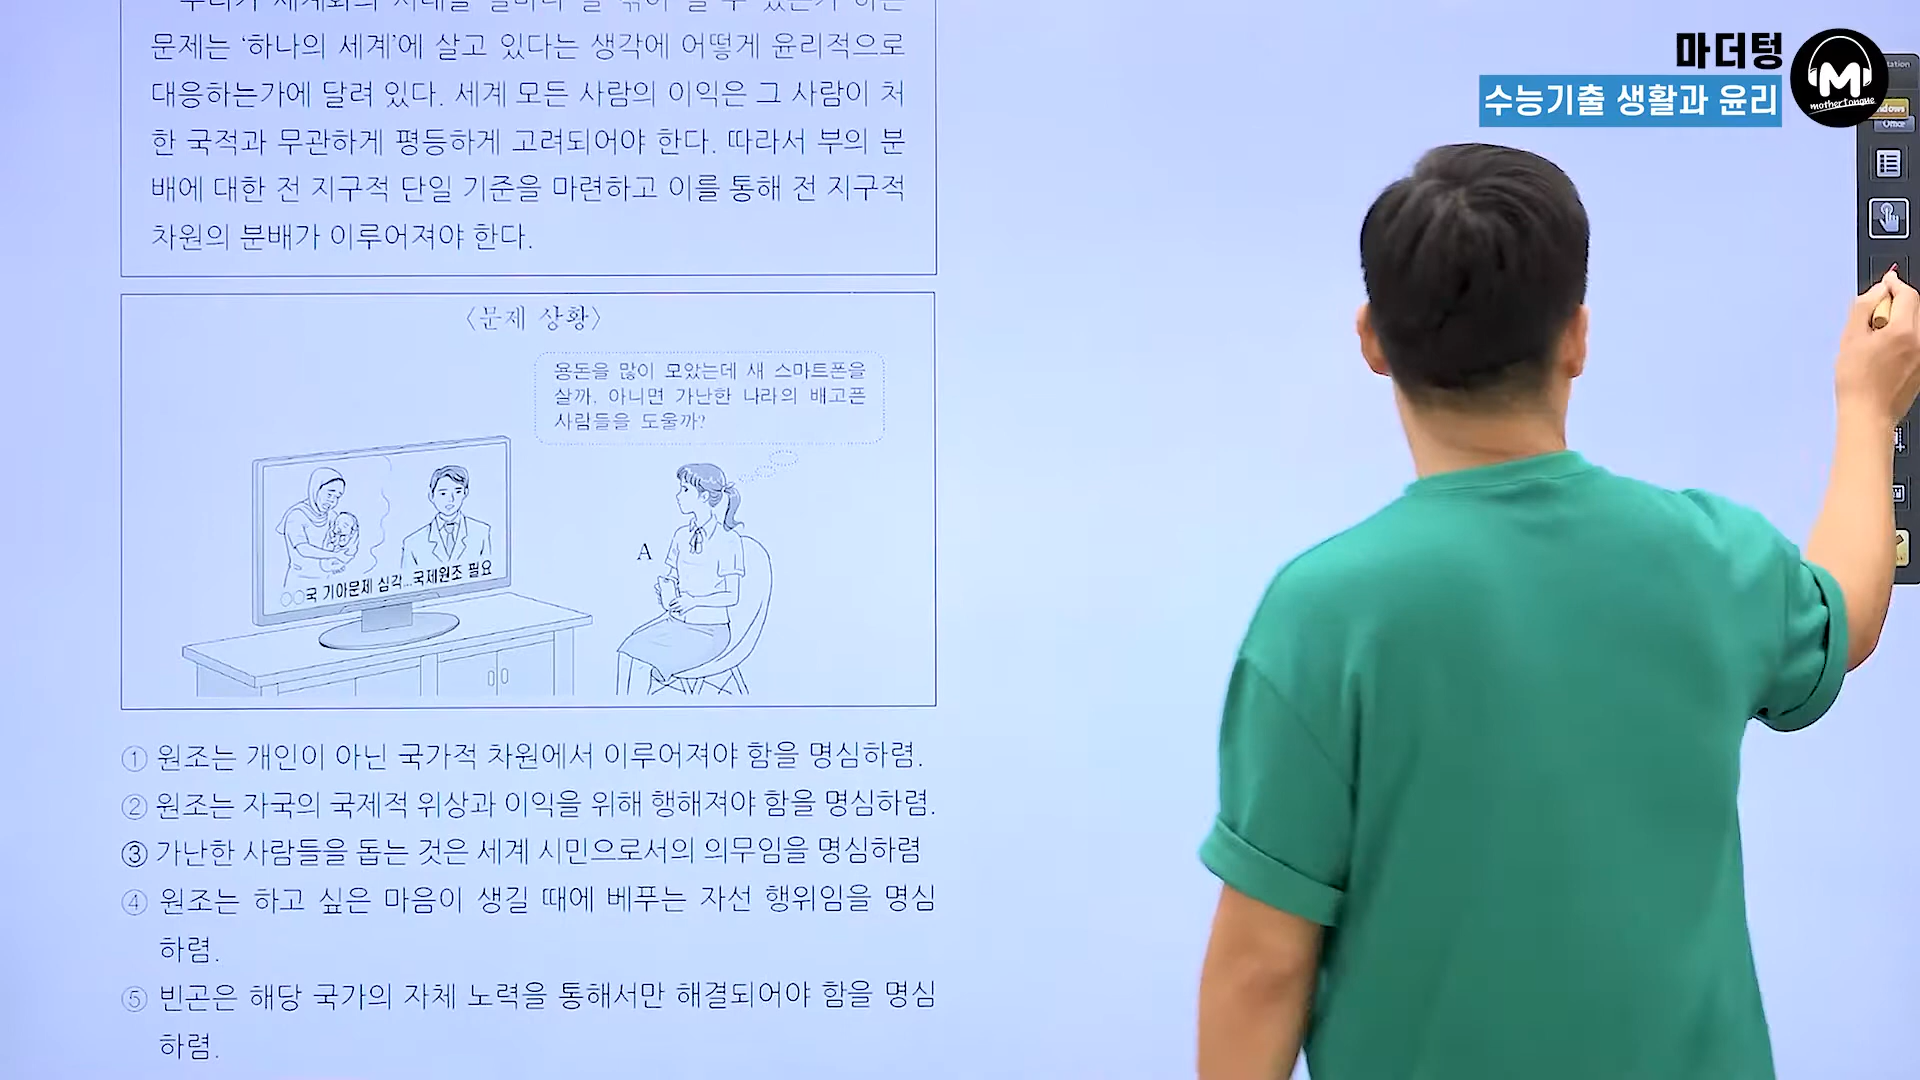 문제는 ‘하나의 세계’에 살고 있다는 생각에 어떻게 윤리적으로
대응하는가에 달려 있다. 세계 모든 사람의 이익은 그 사람이 처
한 국적과 무관하게 평등하게 고려되어야 한다. 따라서 부의 분
배에 대한 전 지구적 단일 기준을 마련하고 이를 통해 전 지구적
차원의 분배가 이루어져야 한다.
〈문제 상황〉
용돈을 많이 모았는데 새 스마트폰을
살까, 아니면 가난한 나라의 배고픈
사람들을 도울까?
A
○○국 기아문제 심각...국제원조 필요
① 원조는 개인이 아닌 국가적 차원에서 이루어져야 함을 명심하렴.
② 원조는 자국의 국제적 위상과 이익을 위해 행해져야 함을 명심하렴.
③ 가난한 사람들을 돕는 것은 세계 시민으로서의 의무임을 명심하렴
④ 원조는 하고 싶은 마음이 생길 때에 베푸는 자선 행위임을 명심
하렴.
⑤ 빈곤은 해당 국가의 자체 노력을 통해서만 해결되어야 함을 명심
하렴.
마더텅
수능기출 생활과 윤리
M
mothertongue